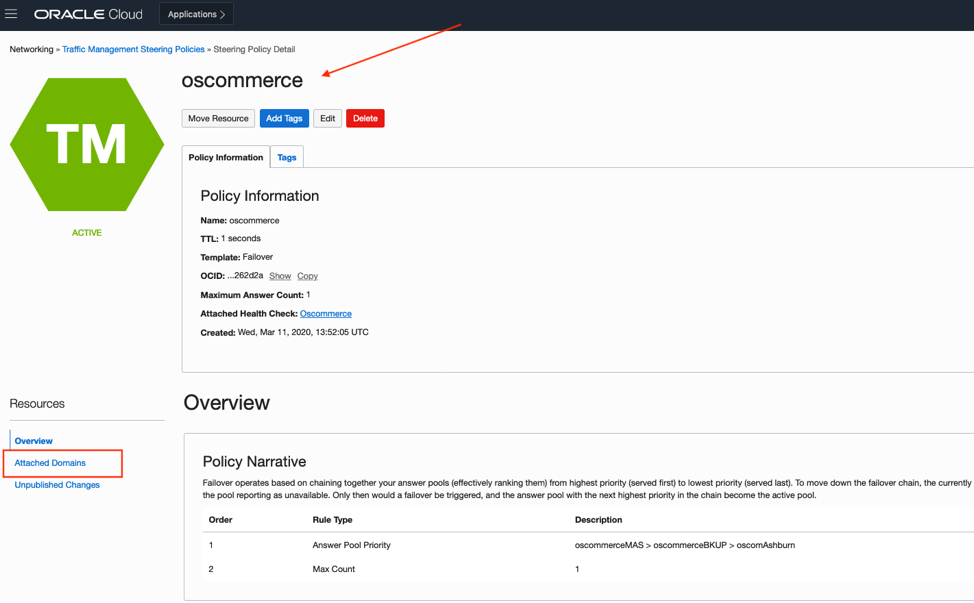 ORACLE Cloud
Applications >
Networking » Traffic Management Steering Policies » Steering Policy Detail
TM
ACTIVE
oscommerce
Move Resource
Add Tags
Edit
Delete
Policy Information
Tags
Policy Information
Name: oscommerce
TTL: 1 seconds
Template: Failover
OCID: ...262d2a Show Copy
Maximum Answer Count: 1
Attached Health Check: Oscommerce
Created: Wed, Mar 11, 2020, 13:52:05 UTC
Resources
Overview
Attached Domains
Unpublished Changes
Overview
Policy Narrative
Failover operates based on chaining together your answer pools (effectively ranking them) from highest priority (served first) to lowest priority (served last). To move down the failover chain, the currently
the pool reporting as unavailable. Only then would a failover be triggered, and the answer pool with the next highest priority in the chain become the active pool.
Order Rule Type Description
1 Answer Pool Priority oscommerceMAS > oscommerceBKUP > oscomAshburn
2 Max Count 1